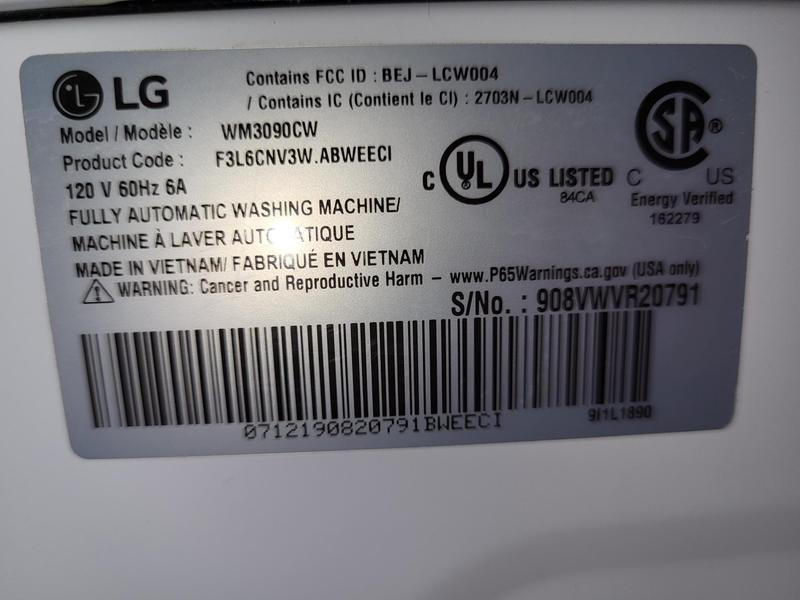 LG
Contains FCC ID : BEJ – LCW004
/ Contains IC (Contient le CI) : 2703N – LCW004
Model / Modèle : WM3090CW
Product Code : F3L6CNV3W.ABWEECI
120 V 60Hz 6A
FULLY AUTOMATIC WASHING MACHINE/
MACHINE À LAVER AUTOMATIQUE
MADE IN VIETNAM/ FABRIQUÉ EN VIETNAM
WARNING: Cancer and Reproductive Harm – www.P65Warnings.ca.gov (USA only)
C UL® US LISTED
84CA
SA®
C US
Energy Verified
162279
S/No. : 908VWVR20791
0712190820791BWEECI
9/1L1890